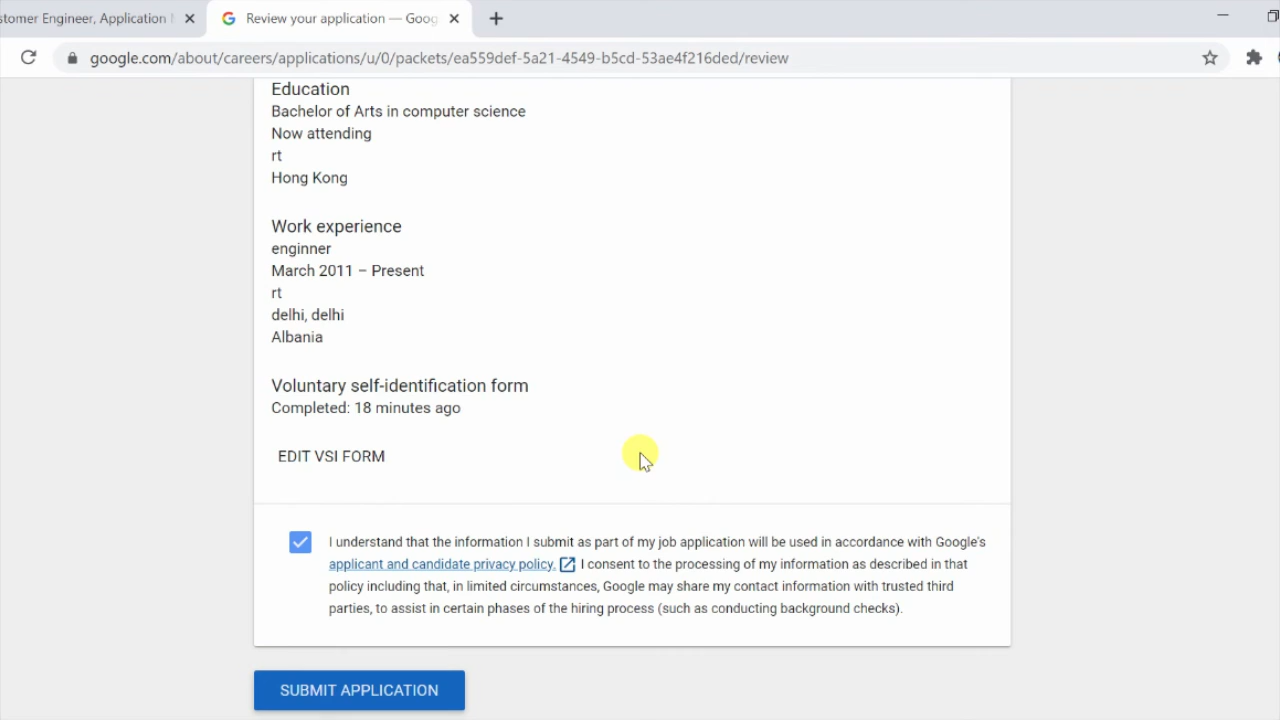 stomer Engineer, Application
Review your application — Goog
google.com/about/careers/applications/u/0/packets/ea559def-5a21-4549-b5cd-53ae4f216ded/review
Education
Bachelor of Arts in computer science
Now attending
rt
Hong Kong
Work experience
enginner
March 2011 – Present
rt
delhi, delhi
Albania
Voluntary self-identification form
Completed: 18 minutes ago
EDIT VSI FORM
I understand that the information I submit as part of my job application will be used in accordance with Google's
applicant and candidate privacy policy. I consent to the processing of my information as described in that
policy including that, in limited circumstances, Google may share my contact information with trusted third
parties, to assist in certain phases of the hiring process (such as conducting background checks).
SUBMIT APPLICATION